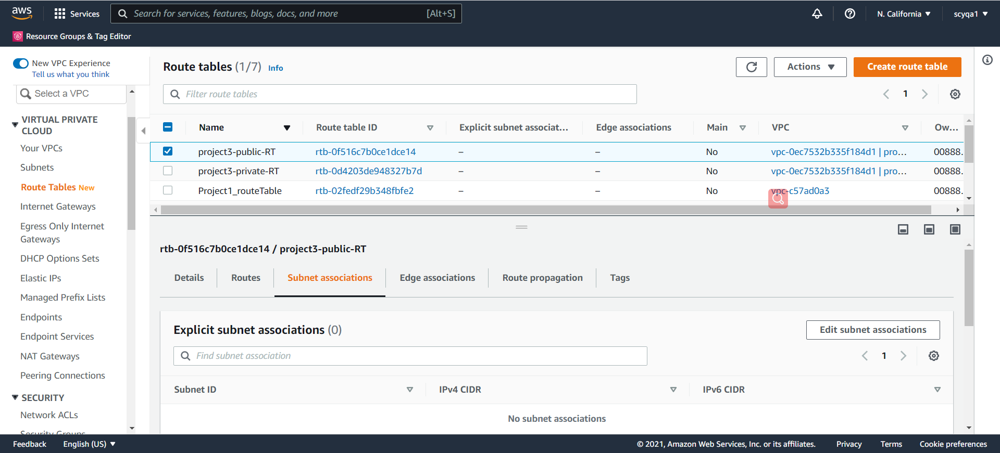 aws
Services
Search for services, features, blogs, docs, and more
[Alt+S]
N. California
scyqa1
Resource Groups & Tag Editor
New VPC Experience
Tell us what you think
Select a VPC
VIRTUAL PRIVATE
CLOUD
Your VPCs
Subnets
Route Tables New
Internet Gateways
Egress Only Internet
Gateways
DHCP Options Sets
Elastic IPs
Managed Prefix Lists
Endpoints
Endpoint Services
NAT Gateways
Peering Connections
SECURITY
Network ACLs
Security Groups
Route tables (1/7) Info
Actions
Create route table
Filter route tables
1
Name Route table ID Explicit subnet associat... Edge associations Main VPC Ow...
project3-public-RT rtb-0f516c7b0ce1dce14 – – No vpc-0ec7532b335f184d1 | pro... 00888.
project3-private-RT rtb-0d4203de948327b7d – – No vpc-0ec7532b335f184d1 | pro... 00888.
Project1_routeTable rtb-02fedf29b348fbfe2 – – No vpc-c57ad0a3 00888.
rtb-0f516c7b0ce1dce14 / project3-public-RT
Details Routes Subnet associations Edge associations Route propagation Tags
Explicit subnet associations (0)
Edit subnet associations
Find subnet association
1
Subnet ID IPv4 CIDR IPv6 CIDR
No subnet associations
Feedback English (US) © 2021, Amazon Web Services, Inc. or its affiliates. Privacy Terms Cookie preferences